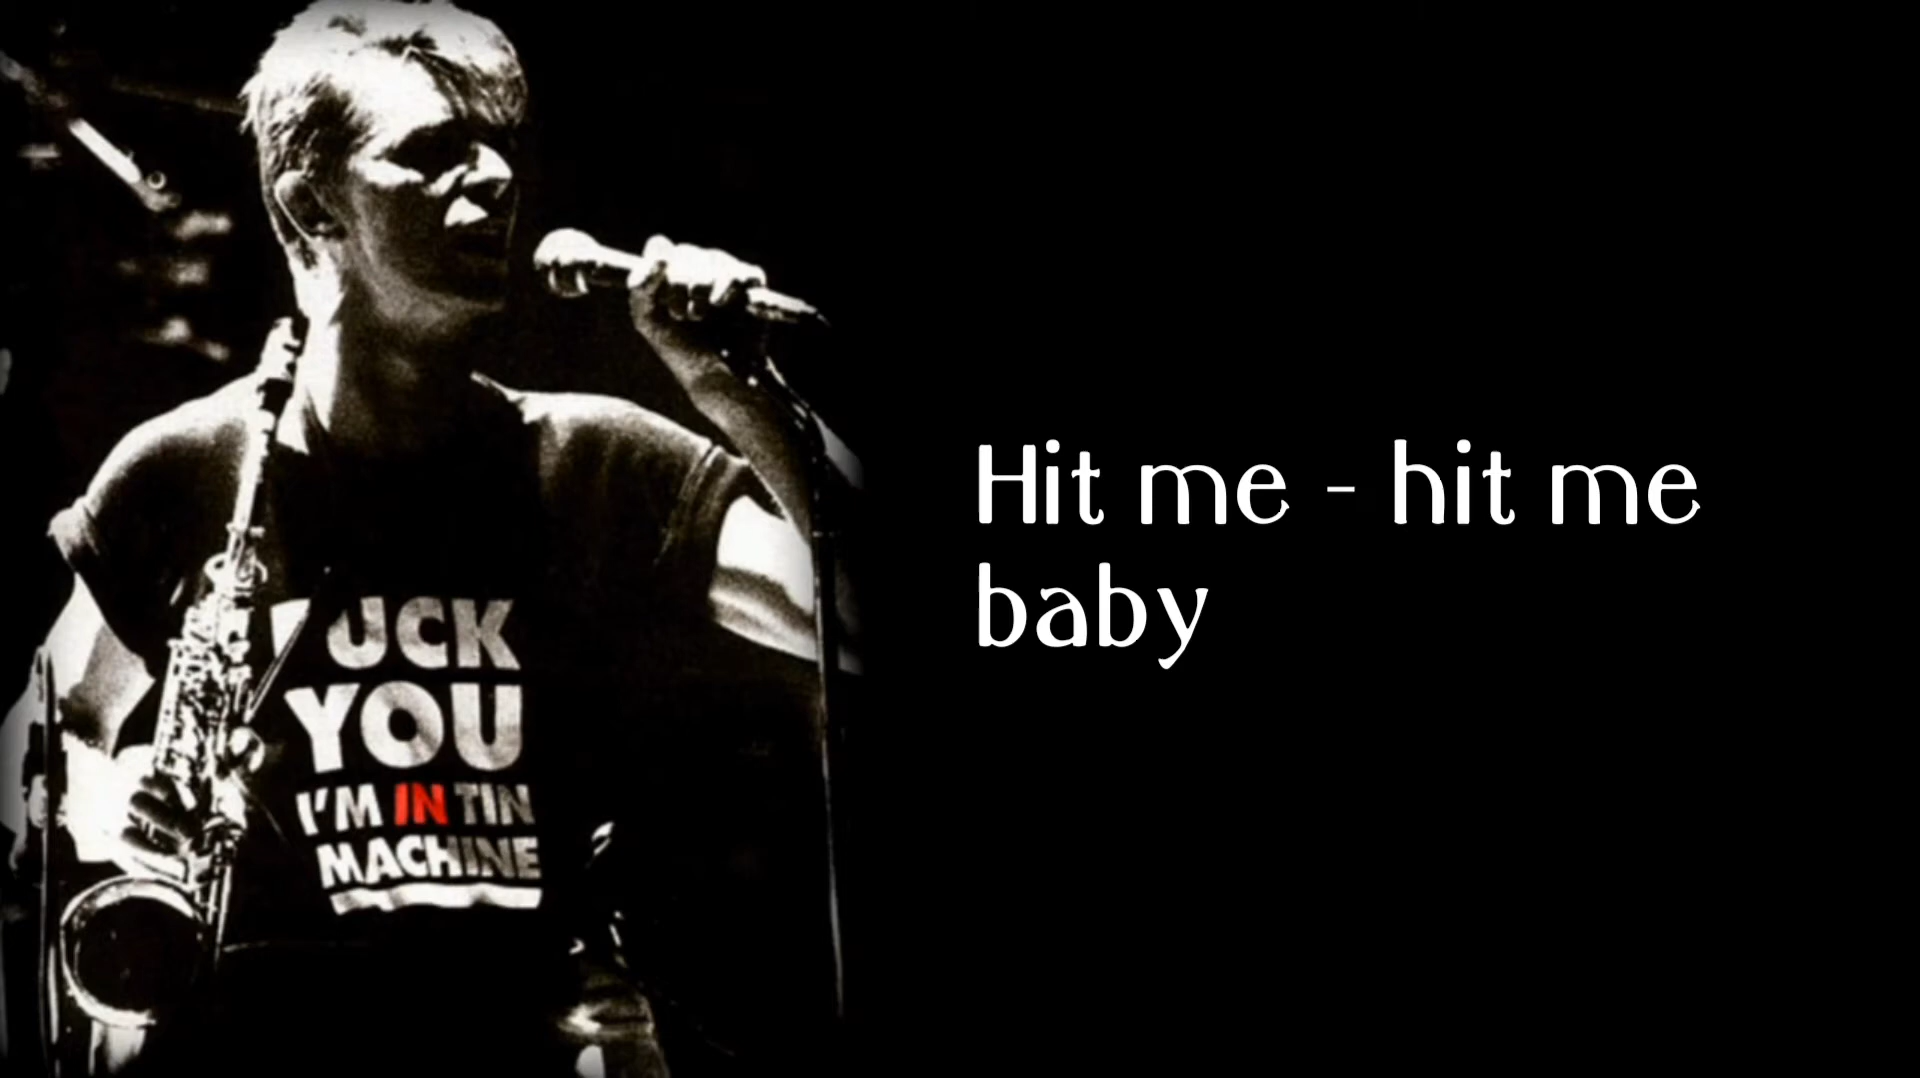 UCK
YOU
I'M IN TIN
MACHINE
Hit me - hit me
baby